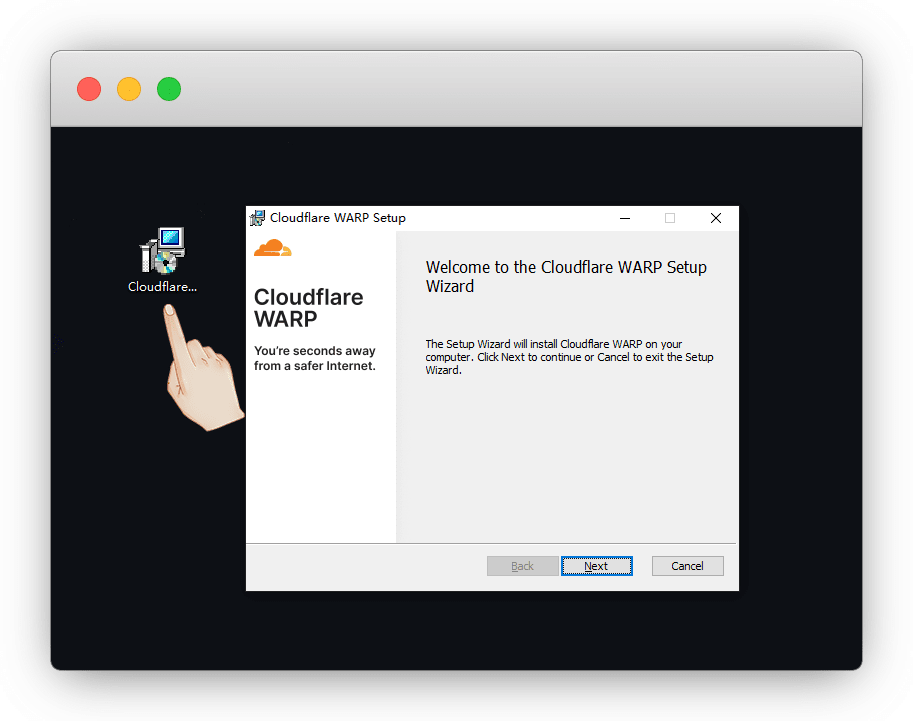 Cloudflare WARP Setup
Cloudflare...
Cloudflare
WARP
You're seconds away
from a safer Internet.
Welcome to the Cloudflare WARP Setup
Wizard
The Setup Wizard will install Cloudflare WARP on your
computer. Click Next to continue or Cancel to exit the Setup
Wizard.
Back
Next
Cancel